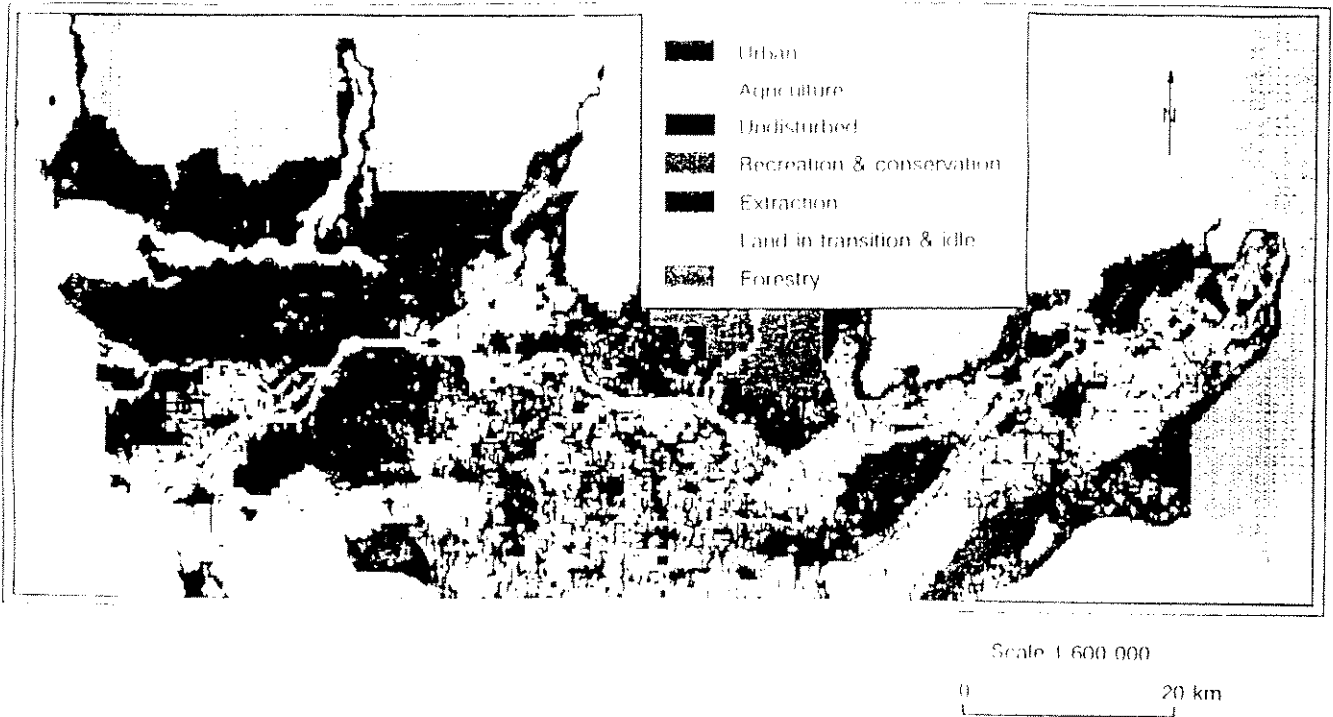 Urban
Agriculture
Undisturbed
Recreation & conservation
Extraction
Land in transition & idle
Forestry
N
Scale 1 600 000
0 20 km